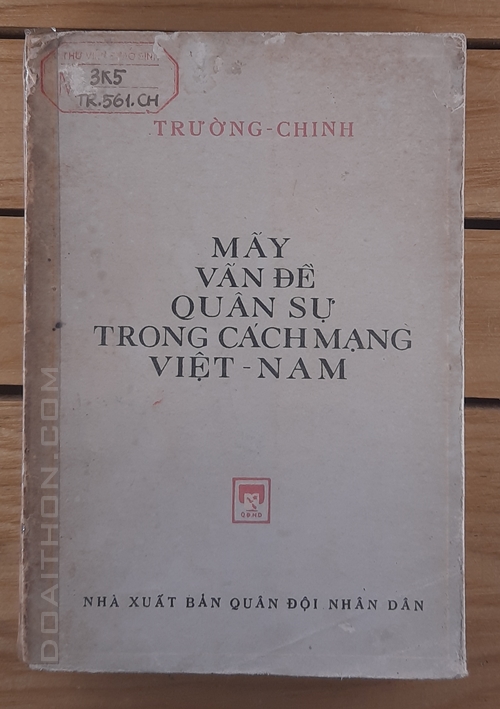 3K5
TR.561.CH
TRƯỜNG-CHINH
MẤY
VẤN ĐỀ
QUÂN SỰ
TRONG CÁCH MẠNG
VIỆT-NAM
QĐND
NHÀ XUẤT BẢN QUÂN ĐỘI NHÂN DÂN
DOAITHON.COM